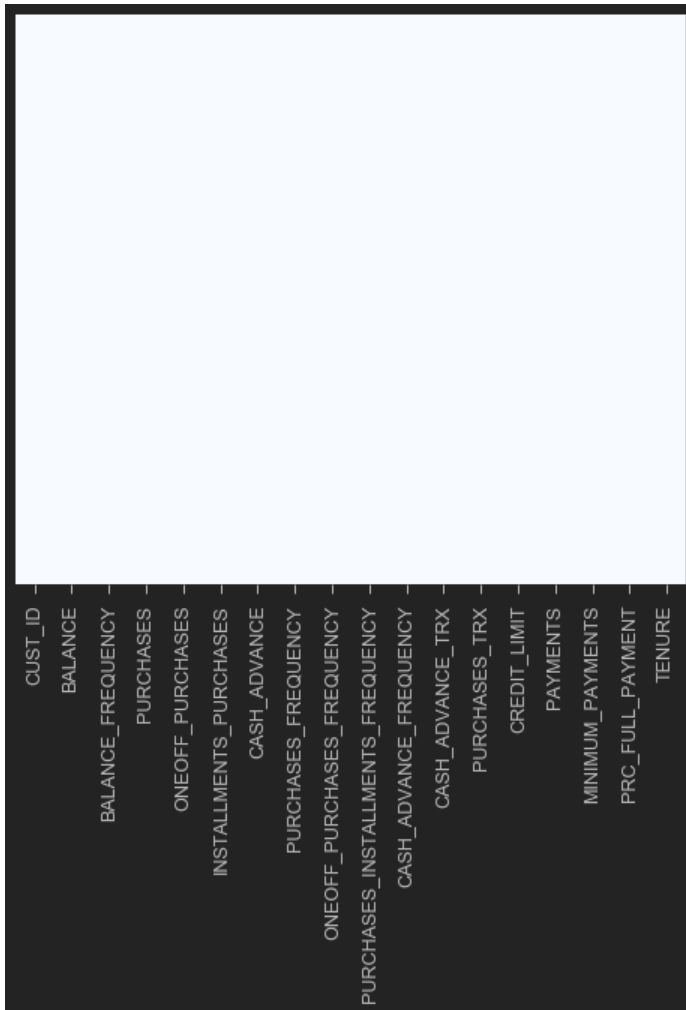 CUST_ID
BALANCE
BALANCE_FREQUENCY
PURCHASES
ONEOFF_PURCHASES
INSTALLMENTS_PURCHASES
CASH_ADVANCE
PURCHASES_FREQUENCY
ONEOFF_PURCHASES_FREQUENCY
PURCHASES_INSTALLMENTS_FREQUENCY
CASH_ADVANCE_FREQUENCY
CASH_ADVANCE_TRX
PURCHASES_TRX
CREDIT_LIMIT
PAYMENTS
MINIMUM_PAYMENTS
PRC_FULL_PAYMENT
TENURE